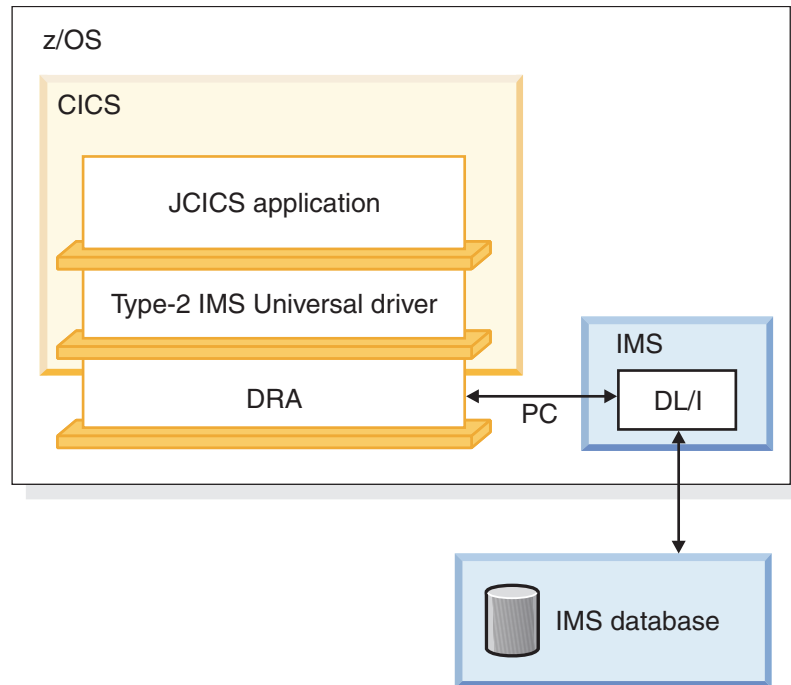 z/OS
CICS
JCICS application
Type-2 IMS Universal driver
DRA
PC
IMS
DL/I
IMS database